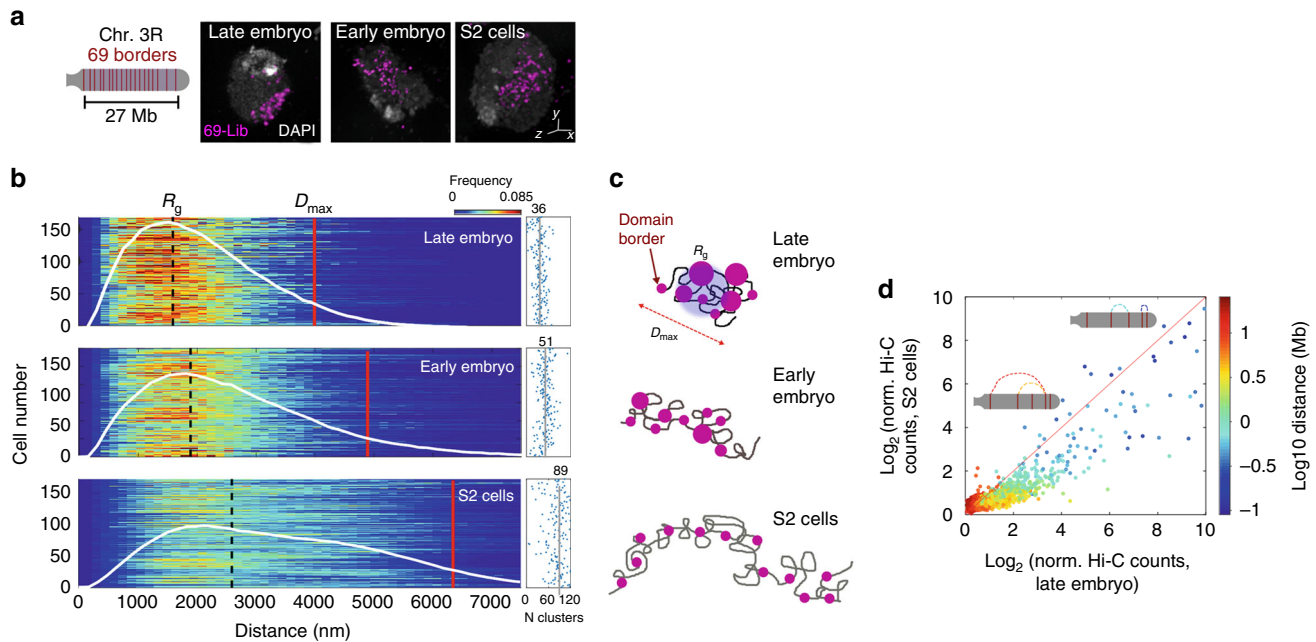 a
Chr. 3R
69 borders
27 Mb
Late embryo
69-Lib
DAPI
Early embryo
S2 cells
y
z
x
b
Rg
Dmax
Frequency
0
0.085
36
150
100
50
0
Late embryo
51
150
100
50
0
Early embryo
89
150
100
50
0
S2 cells
Cell number
0
1000
2000
3000
4000
5000
6000
7000
Distance (nm)
0
60
120
N clusters
c
Domain
border
Rg
Dmax
Late
embryo
Early
embryo
S2 cells
d
10
8
6
4
2
0
Log2 (norm. Hi-C
counts, S2 cells)
0
2
4
6
8
10
Log2 (norm. Hi-C counts,
late embryo)
1
0.5
0
−0.5
−1
Log10 distance (Mb)